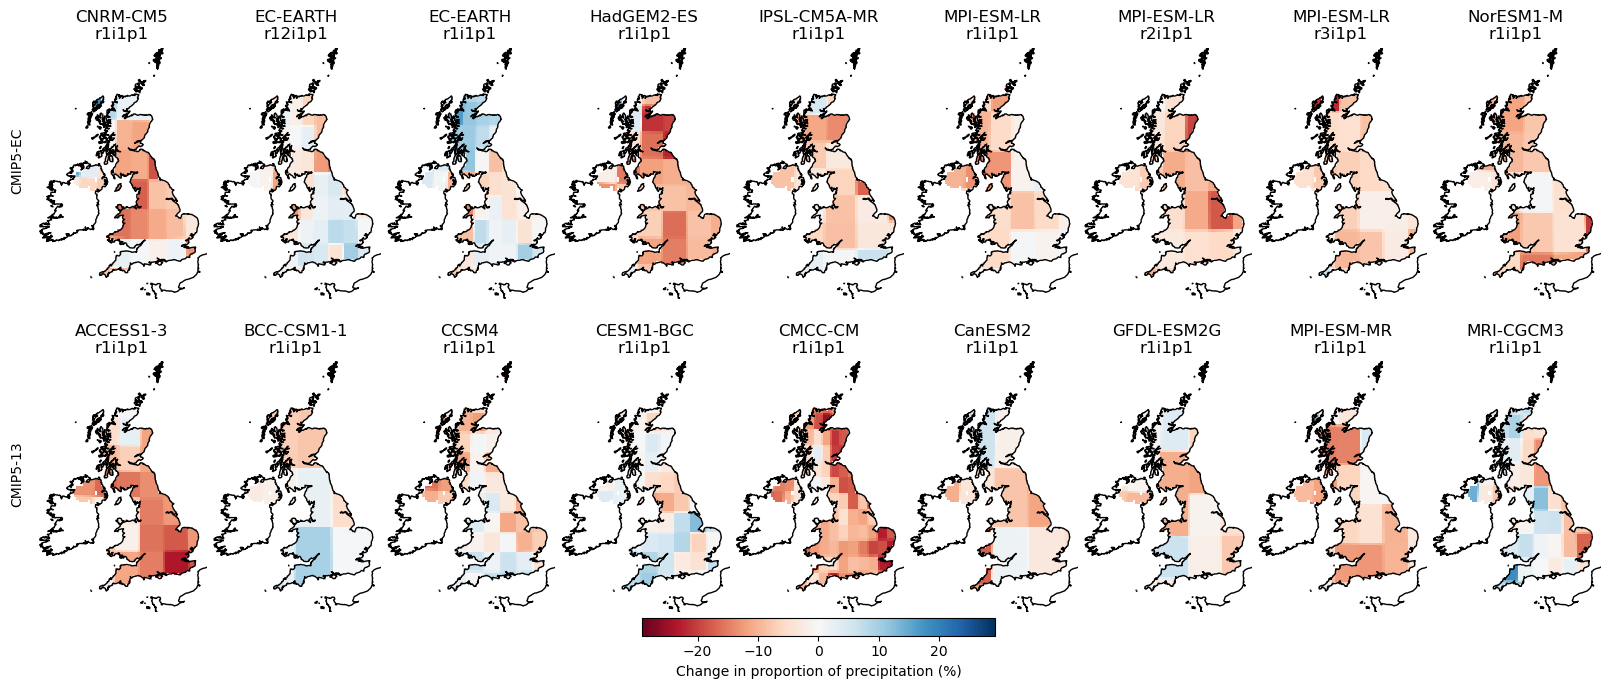 CNRM-CM5 EC-EARTH EC-EARTH HadGEM2-ES IPSL-CM5A-MR MPI-ESM-LR MPI-ESM-LR MPI-ESM-LR NorESM1-M
r1i1p1 r12i1p1 r1i1p1 r1i1p1 r1i1p1 r1i1p1 r2i1p1 r3i1p1 r1i1p1
CMIP5-EC
ACCESS1-3 BCC-CSM1-1 CCSM4 CESM1-BGC CMCC-CM CanESM2 GFDL-ESM2G MPI-ESM-MR MRI-CGCM3
r1i1p1 r1i1p1 r1i1p1 r1i1p1 r1i1p1 r1i1p1 r1i1p1 r1i1p1 r1i1p1
CMIP5-13
−20 −10 0 10 20
Change in proportion of precipitation (%)